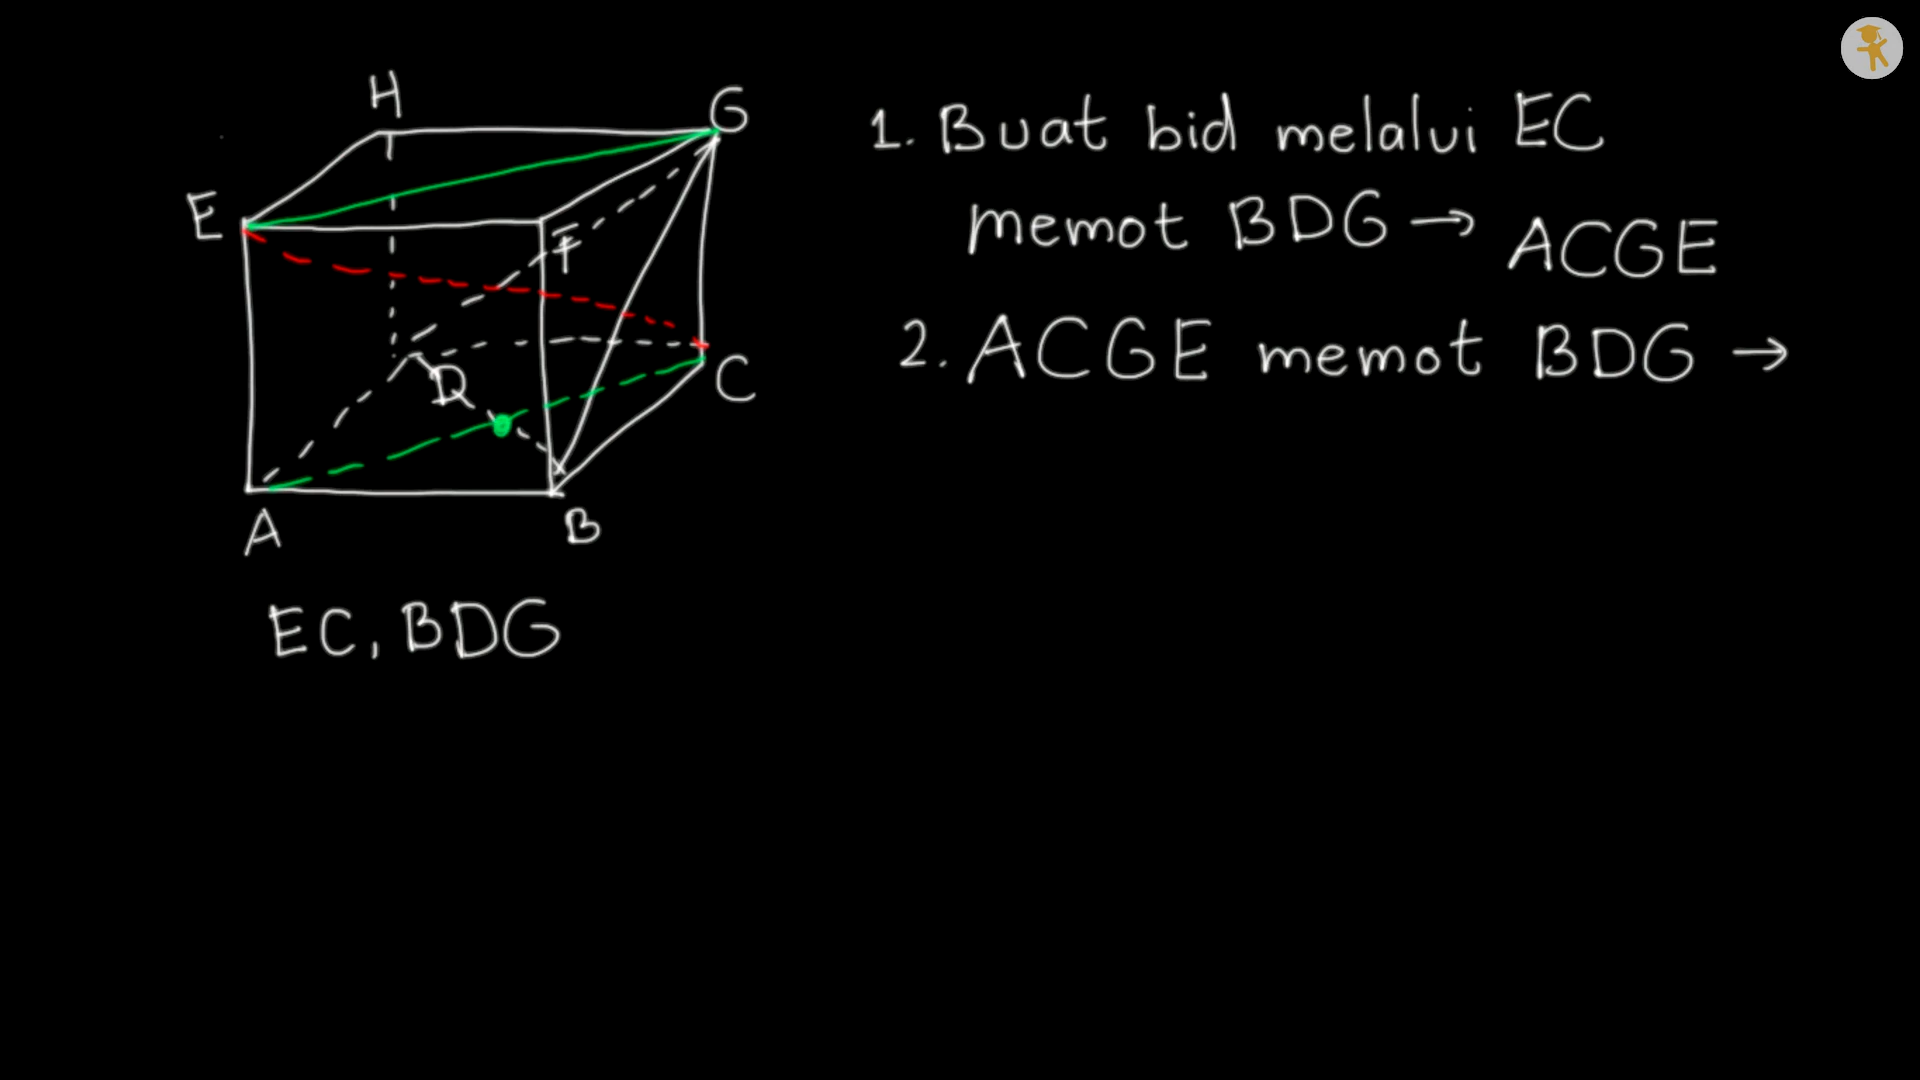 H
G
E
F
D
C
A
B
EC, BDG
1. Buat bid melalui EC
memot BDG → ACGE
2. ACGE memot BDG →